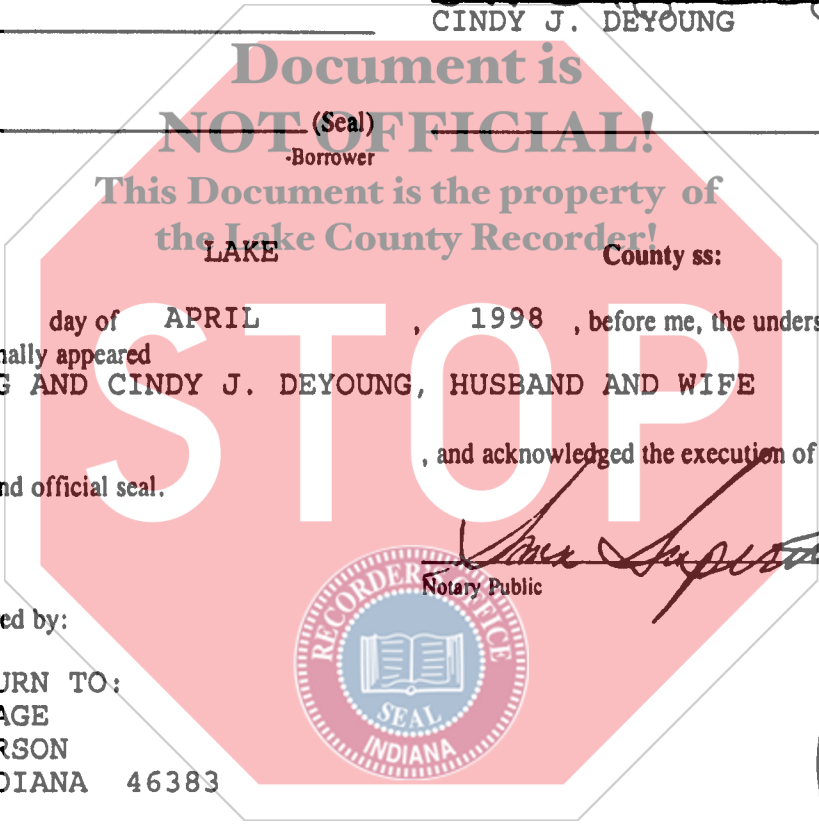 CINDY J. DEYOUNG
Document is
NOT OFFICIAL!
(Seal)
-Borrower
This Document is the property of
the Lake County Recorder!
LAKE County ss:
day of APRIL , 1998 , before me, the unders
nally appeared
G AND CINDY J. DEYOUNG, HUSBAND AND WIFE
STOP
, and acknowledged the execution of
nd official seal.
Notary Public
RECORDER'S OFFICE
SEAL
INDIANA
ed by:
URN TO:
AGE
RSON
DIANA 46383